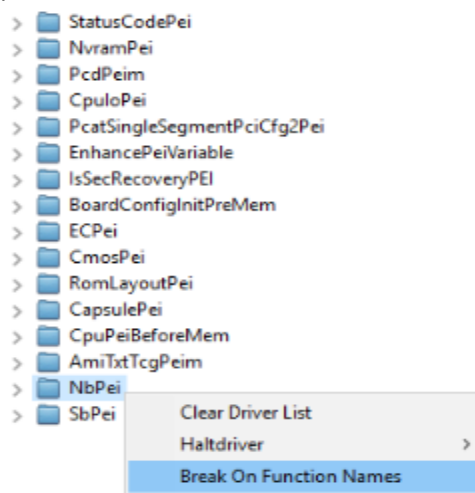 StatusCodePei
NvramPei
PcdPeim
CpuIoPei
PcatSingleSegmentPciCfg2Pei
EnhancePeiVariable
IsSecRecoveryPEI
BoardConfigInitPreMem
ECPei
CmosPei
RomLayoutPei
CapsulePei
CpuPeiBeforeMem
AmiTxtTcgPeim
NbPei
SbPei
Clear Driver List
Haltdriver
Break On Function Names